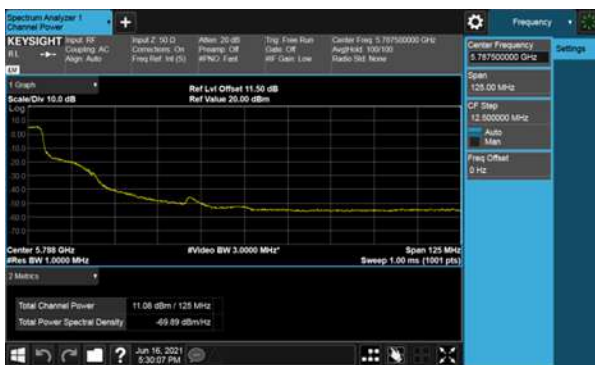 Spectrum Analyzer 1
Channel Power
Frequency
KEYSIGHT
Input: RF
Coupling: AC
Align: Auto
Input Z: 50 Ω
Corrections: On
Freq Ref: Int (S)
Atten: 20 dB
Preamp: Off
#PNO: Fast
Trig: Free Run
Gate: Off
#IF Gain: Low
Center Freq: 5.787500000 GHz
Avg|Hold: 100/100
Radio Std: None
Center Frequency
5.787500000 GHz
Settings
Span
125.00 MHz
CF Step
12.500000 MHz
Auto
Man
Freq Offset
0 Hz
1 Graph
Scale/Div 10.0 dB
Ref Lvl Offset 11.50 dB
Ref Value 20.00 dBm
Log
10.0
0.00
Center 5.788 GHz
#Res BW 1.0000 MHz
#Video BW 3.0000 MHz*
Span 125 MHz
Sweep 1.00 ms (1001 pts)
2 Metrics
Total Channel Power 11.08 dBm / 125 MHz
Total Power Spectral Density -69.89 dBm/Hz
Jun 16, 2021
5:30:07 PM